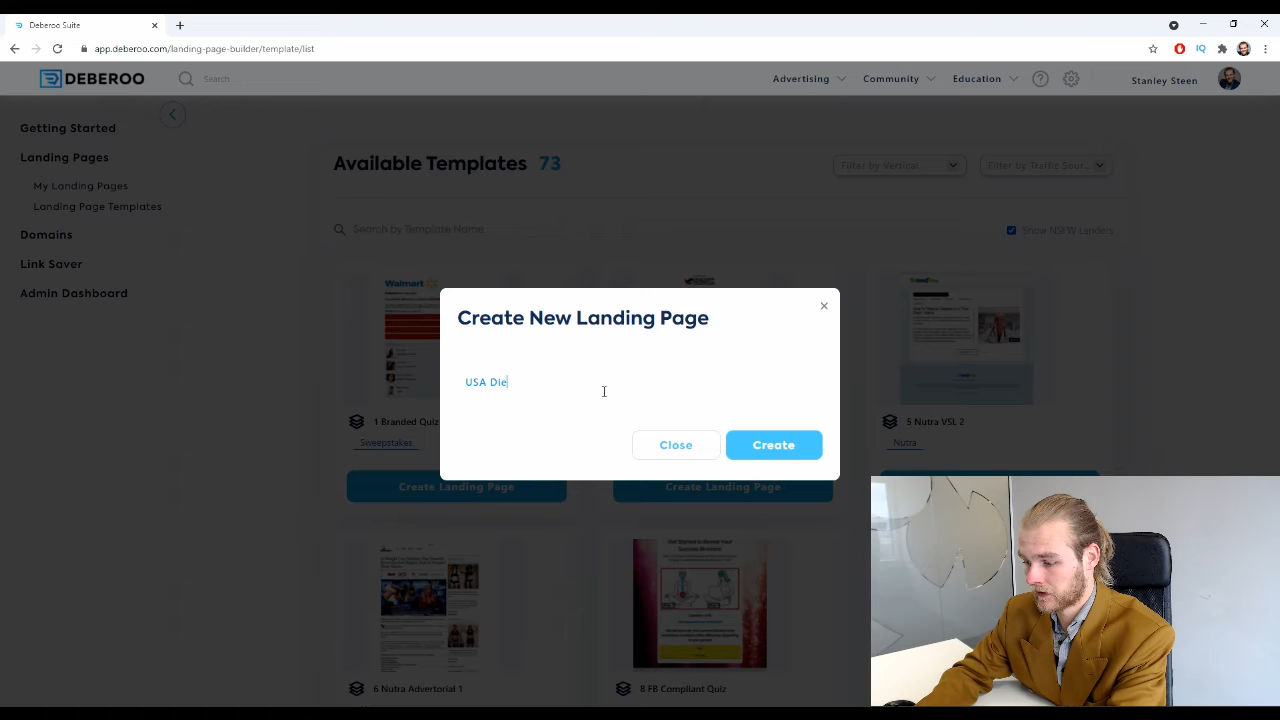 Deberoo Suite
app.deberoo.com/landing-page-builder/template/list
DEBEROO
Search
Advertising
Community
Education
Stanley Steen
Getting Started
Landing Pages
My Landing Pages
Landing Page Templates
Domains
Link Saver
Admin Dashboard
Available Templates 73
Filter by Vertical
Filter by Traffic Sour...
Search by Template Name
Show NSFW Landers
Walmart
Create New Landing Page
USA Die
Close
Create
1 Branded Quiz
Sweepstakes
5 Nutra VSL 2
Nutra
Create Landing Page
Create Landing Page
6 Nutra Advertorial 1
8 FB Compliant Quiz